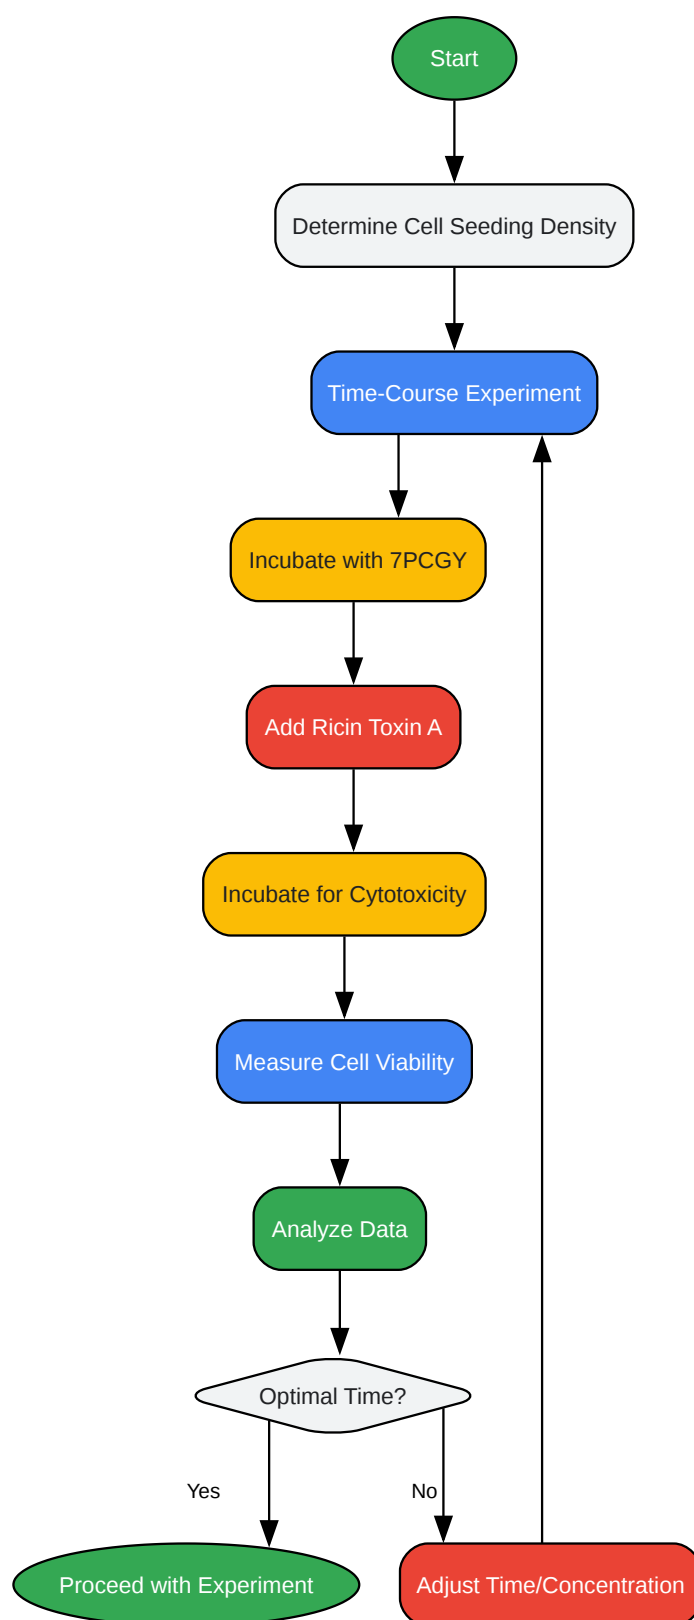 Start
Determine Cell Seeding Density
Time-Course Experiment
Incubate with 7PCGY
Add Ricin Toxin A
Incubate for Cytotoxicity
Measure Cell Viability
Analyze Data
Optimal Time?
Yes
No
Proceed with Experiment
Adjust Time/Concentration